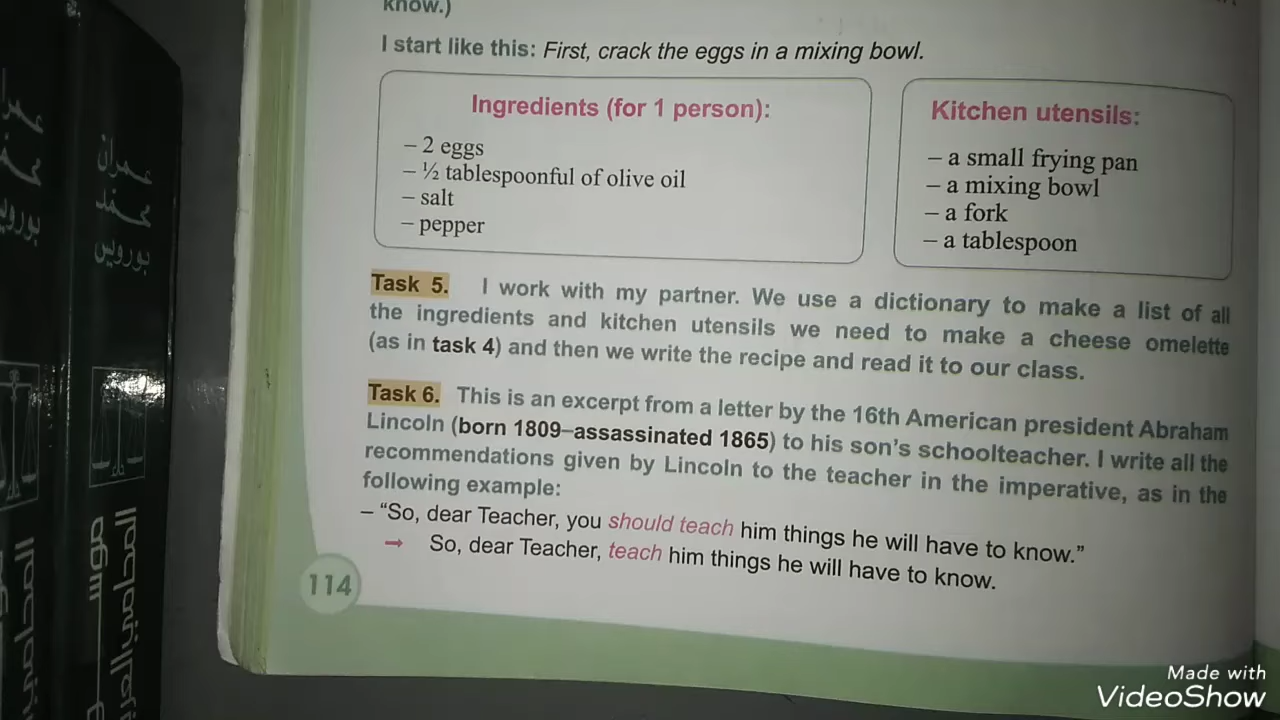 know.)
I start like this: First, crack the eggs in a mixing bowl.
Ingredients (for 1 person):
– 2 eggs
– ½ tablespoonful of olive oil
– salt
– pepper
Kitchen utensils:
– a small frying pan
– a mixing bowl
– a fork
– a tablespoon
Task 5. I work with my partner. We use a dictionary to make a list of all
the ingredients and kitchen utensils we need to make a cheese omelette
(as in task 4) and then we write the recipe and read it to our class.
Task 6. This is an excerpt from a letter by the 16th American president Abraham
Lincoln (born 1809–assassinated 1865) to his son's schoolteacher. I write all the
recommendations given by Lincoln to the teacher in the imperative, as in the
following example:
– “So, dear Teacher, you should teach him things he will have to know.”
→ So, dear Teacher, teach him things he will have to know.
114
عمران
محمد
بوروبس
Made with
VideoShow